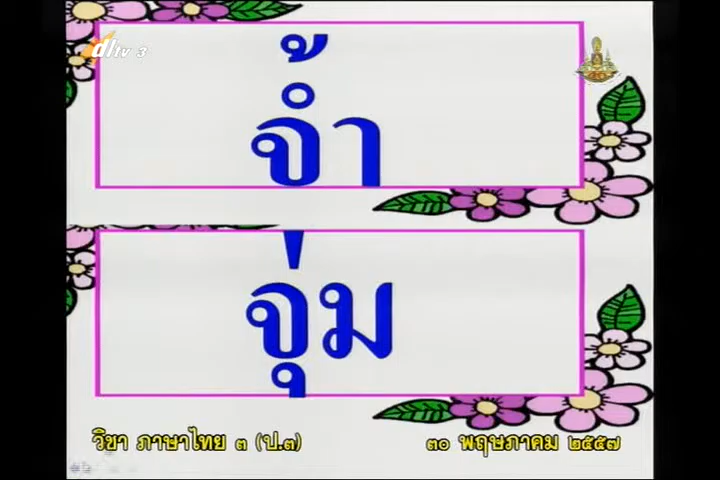 dltv 3
จ้ำ
จุ่ม
วิชา ภาษาไทย ๓ (ป.๓)
๓๐ พฤษภาคม ๒๕๕๗